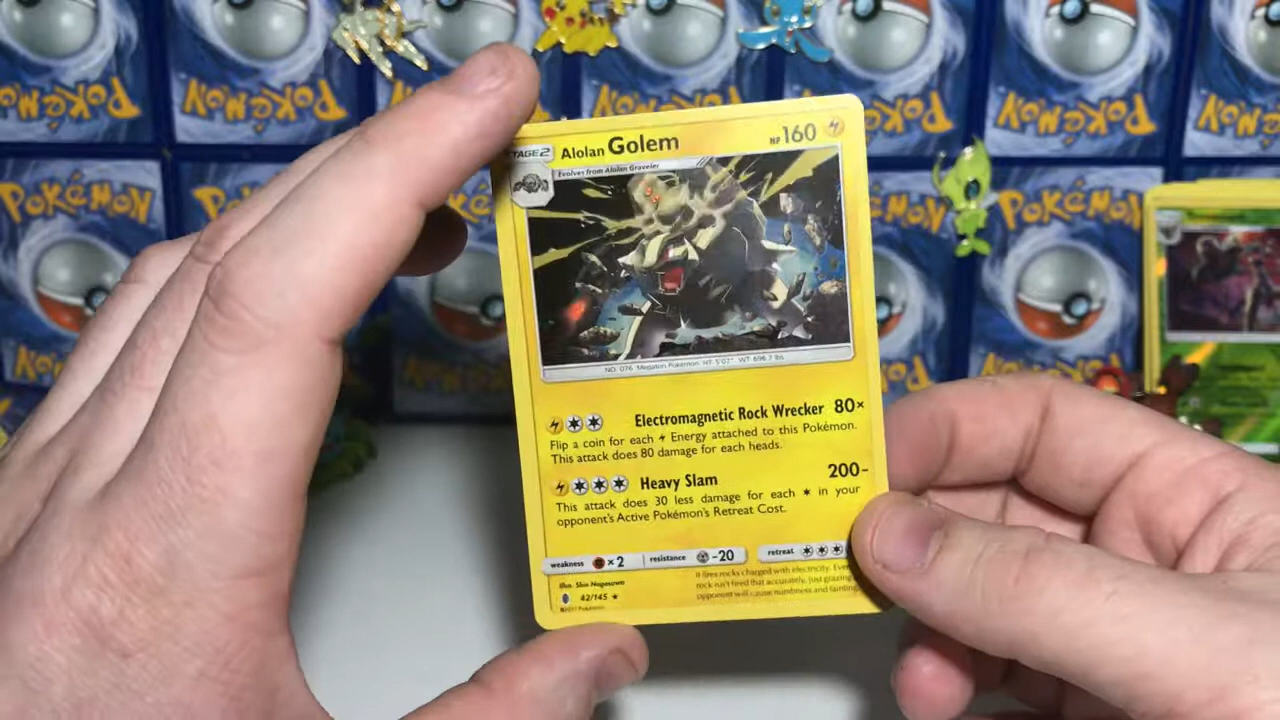 POKÉMON
POKÉMON
POKÉMON
POKÉMON
POKÉMON
POKÉMON
STAGE2 Alolan Golem HP 160
Evolves from Alolan Graveler
NO. 076 Megaton Pokémon HT: 5'07" WT: 696.7 lbs
Electromagnetic Rock Wrecker 80×
Flip a coin for each Energy attached to this Pokémon.
This attack does 80 damage for each heads.
Heavy Slam 200-
This attack does 30 less damage for each in your
opponent's Active Pokémon's Retreat Cost.
weakness ×2 resistance -20 retreat
Illus. Shin Nagasawa
42/145
©2017 Pokémon
It fires rocks charged with electricity. Even
rock isn't fired that accurately, just grazing
opponent will cause numbness and fainting
POKÉMON
POKÉMON